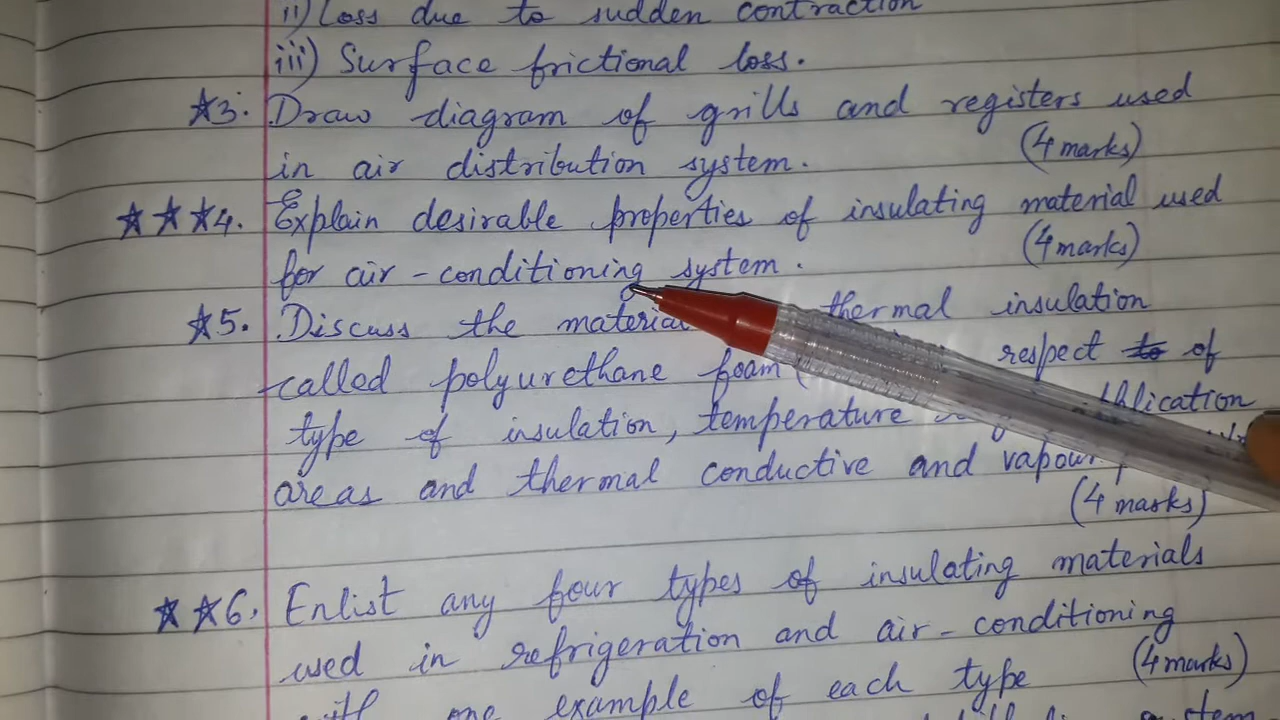 ii) Loss due to sudden contraction
iii) Surface frictional loss.
★3. Draw diagram of grills and registers used
in air distribution system. (4 marks)
★★★4. Explain desirable properties of insulating material used
for air-conditioning system. (4 marks)
★5. Discuss the material thermal insulation
called polyurethane foam respect to of
type of insulation, temperature
areas and thermal conductive and vapour
(4 marks)
★★6. Enlist any four types of insulating materials
used in refrigeration and air-conditioning
one example of each type (4 marks)